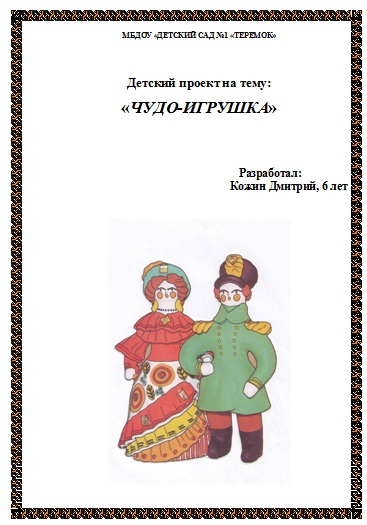 МБДОУ «ДЕТСКИЙ САД №1 «ТЕРЕМОК»
Детский проект на тему:
«ЧУДО-ИГРУШКА»
Разработал:
Кожин Дмитрий, 6 лет